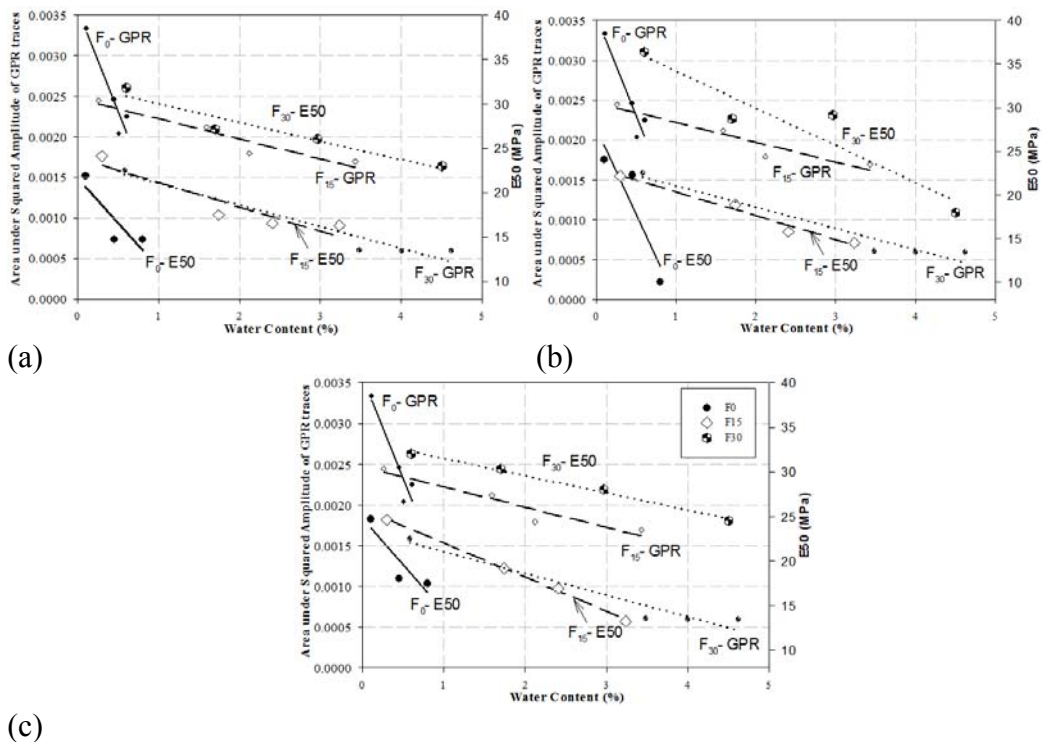 0.0035
0.0030
0.0025
0.0020
0.0015
0.0010
0.0005
0.0000
Area under Squared Amplitude of GPR traces
F0- GPR
F30- E50
F15- GPR
F15- E50
F0- E50
F30- GPR
40
35
30
25
20
15
10
E50 (MPa)
0 1 2 3 4 5
Water Content (%)
(a)
0.0035
0.0030
0.0025
0.0020
0.0015
0.0010
0.0005
0.0000
Area under Squared Amplitude of GPR traces
F0- GPR
F30- E50
F15- GPR
F0- E50
F15- E50
F30- GPR
40
35
30
25
20
15
10
E50 (MPa)
0 1 2 3 4 5
Water Content (%)
(b)
0.0035
0.0030
0.0025
0.0020
0.0015
0.0010
0.0005
0.0000
Area under Squared Amplitude of GPR traces
F0- GPR
F0
F15
F30
F30- E50
F15- GPR
F0- E50
F15- E50
F30- GPR
40
35
30
25
20
15
10
E50 (MPa)
0 1 2 3 4 5
Water Content (%)
(c)